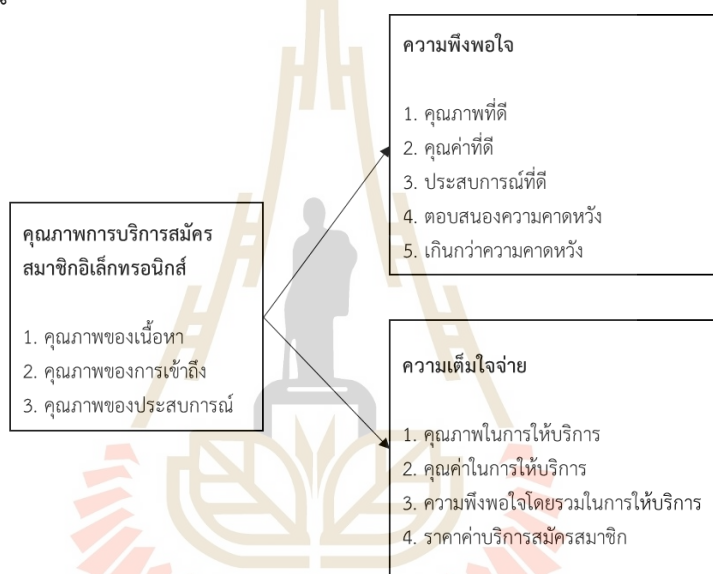 คุณภาพการบริการสมัคร
สมาชิกอิเล็กทรอนิกส์
1. คุณภาพของเนื้อหา
2. คุณภาพของการเข้าถึง
3. คุณภาพของประสบการณ์
ความพึงพอใจ
1. คุณภาพที่ดี
2. คุณค่าที่ดี
3. ประสบการณ์ที่ดี
4. ตอบสนองความคาดหวัง
5. เกินกว่าความคาดหวัง
ความเต็มใจจ่าย
1. คุณภาพในการให้บริการ
2. คุณค่าในการให้บริการ
3. ความพึงพอใจโดยรวมในการให้บริการ
4. ราคาค่าบริการสมัครสมาชิก